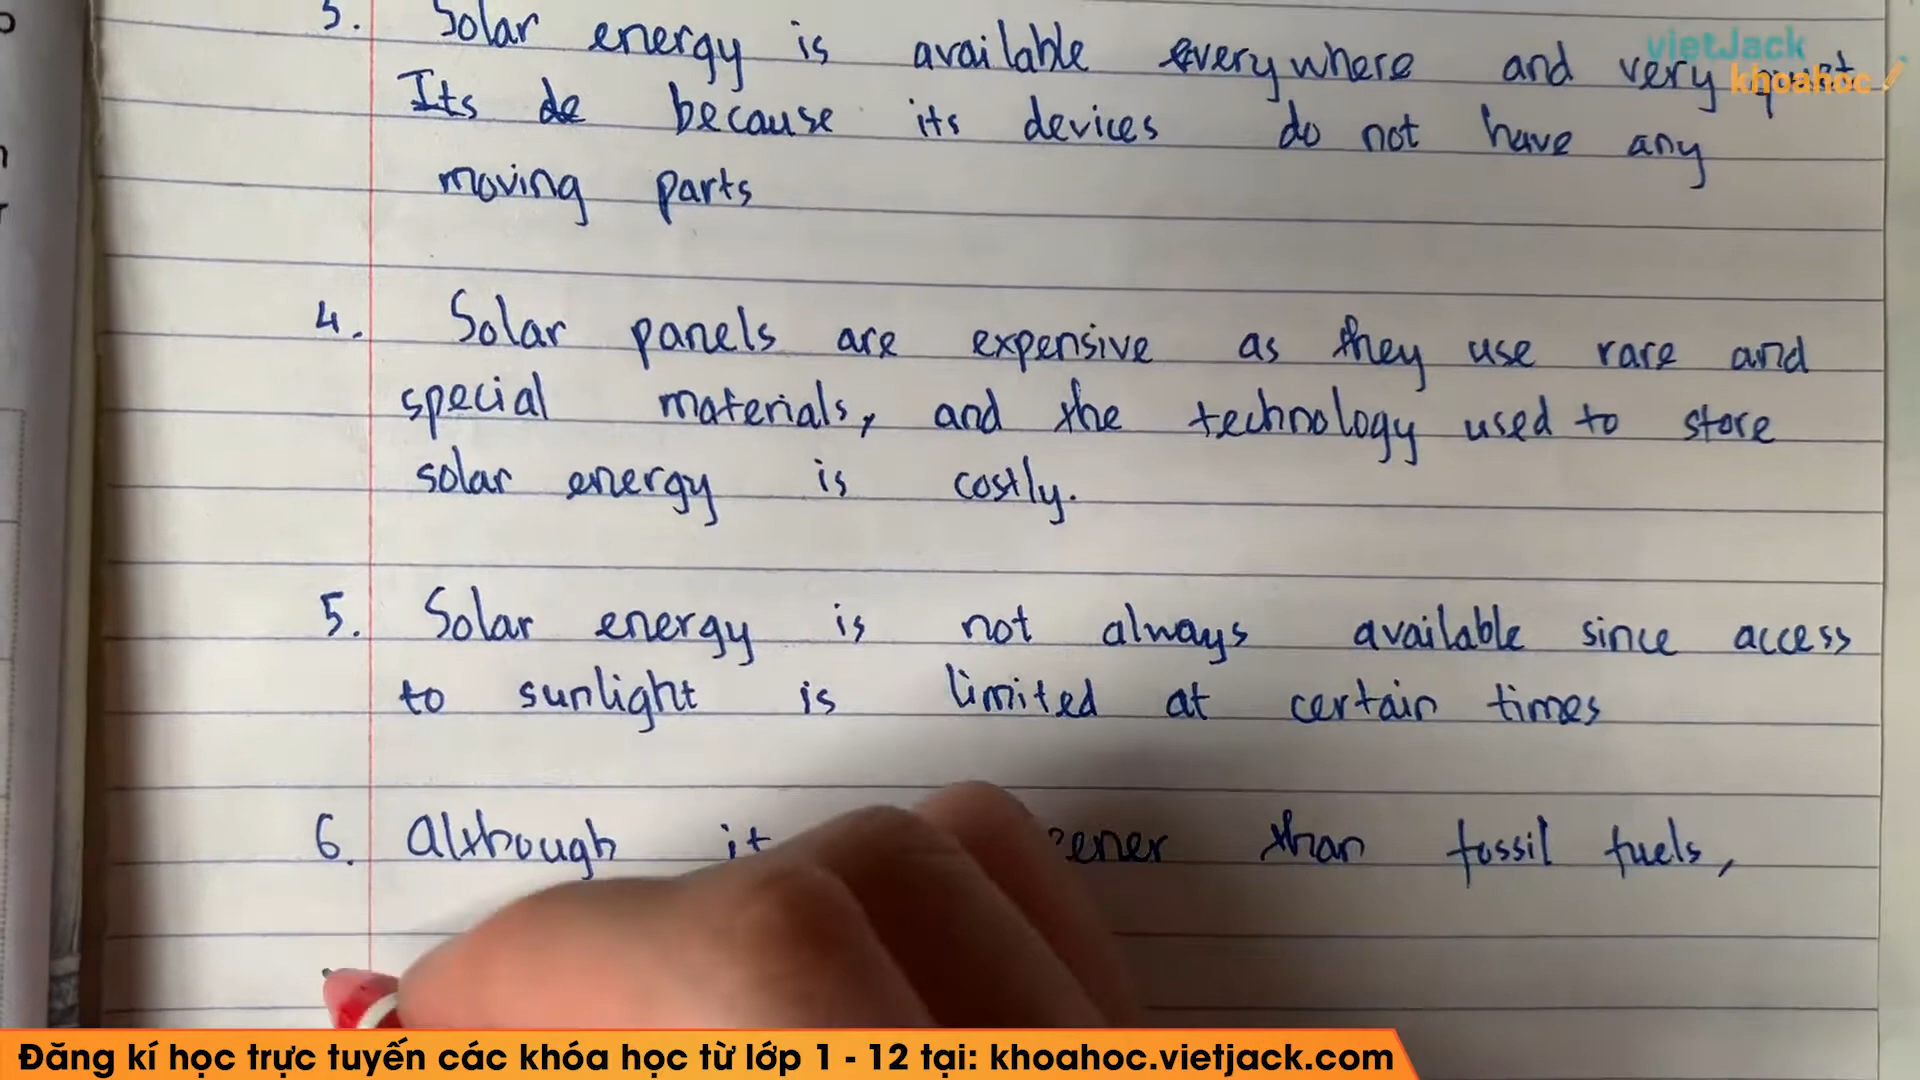 3. Solar energy is available everywhere and very
Its de because its devices do not have any
moving parts
4. Solar panels are expensive as they use rare and
special materials, and the technology used to store
solar energy is costly.
5. Solar energy is not always available since access
to sunlight is limited at certain times
6. Although it than fossil fuels,
vietJack
khoahoc
Đăng kí học trực tuyến các khóa học từ lớp 1 - 12 tại: khoahoc.vietjack.com